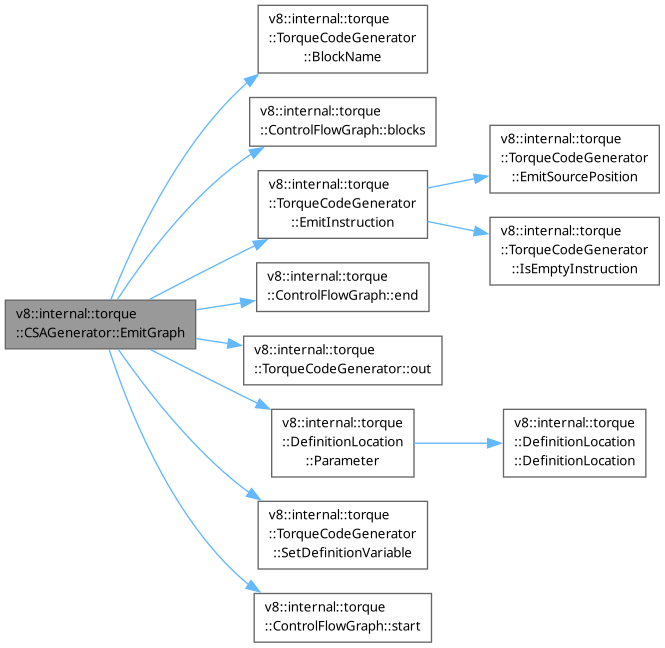 v8::internal::torque
::CSAGenerator::EmitGraph
v8::internal::torque
::TorqueCodeGenerator
::BlockName
v8::internal::torque
::ControlFlowGraph::blocks
v8::internal::torque
::TorqueCodeGenerator
::EmitInstruction
v8::internal::torque
::TorqueCodeGenerator
::EmitSourcePosition
v8::internal::torque
::TorqueCodeGenerator
::IsEmptyInstruction
v8::internal::torque
::ControlFlowGraph::end
v8::internal::torque
::TorqueCodeGenerator::out
v8::internal::torque
::DefinitionLocation
::Parameter
v8::internal::torque
::DefinitionLocation
::DefinitionLocation
v8::internal::torque
::TorqueCodeGenerator
::SetDefinitionVariable
v8::internal::torque
::ControlFlowGraph::start